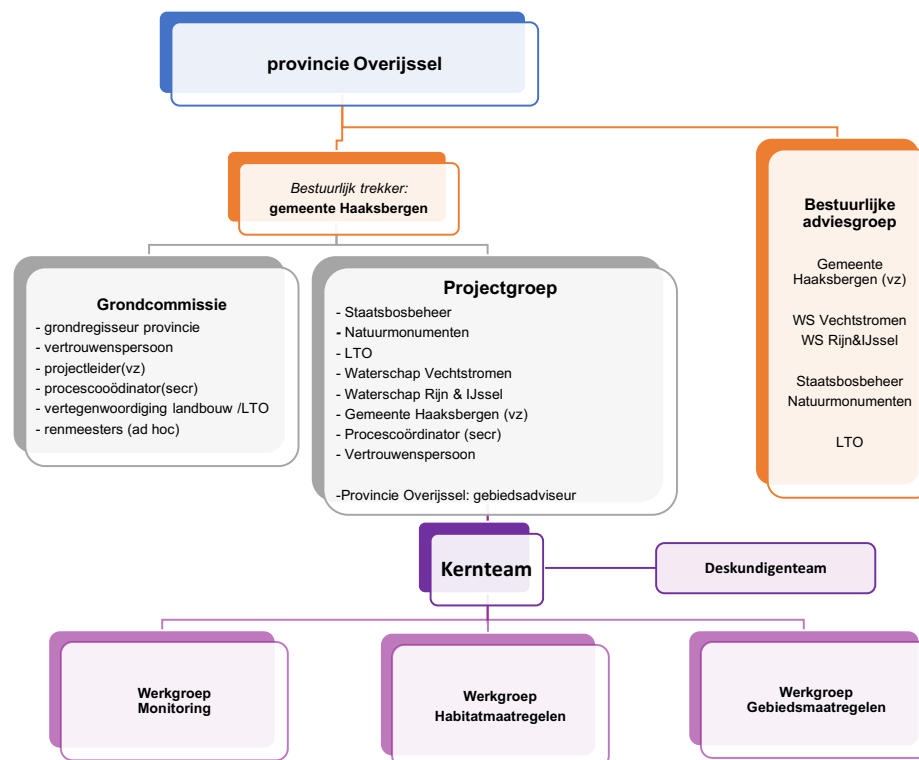 provincie Overijssel
Bestuurlijk trekker:
gemeente Haaksbergen
Bestuurlijke
adviesgroep
Gemeente
Haaksbergen (vz)
WS Vechtstromen
WS Rijn&IJssel
Staatsbosbeheer
Natuurmonumenten
LTO
Grondcommissie
- grondregisseur provincie
- vertrouwenspersoon
- projectleider(vz)
- procescooödinator(secr)
- vertegenwoordiging landbouw /LTO
- renmeesters (ad hoc)
Projectgroep
- Staatsbosbeheer
- Natuurmonumenten
- LTO
- Waterschap Vechtstromen
- Waterschap Rijn & IJssel
- Gemeente Haaksbergen (vz)
- Procescoördinator (secr)
- Vertrouwenspersoon
-Provincie Overijssel: gebiedsadviseur
Kernteam
Deskundigenteam
Werkgroep
Monitoring
Werkgroep
Habitatmaatregelen
Werkgroep
Gebiedsmaatregelen